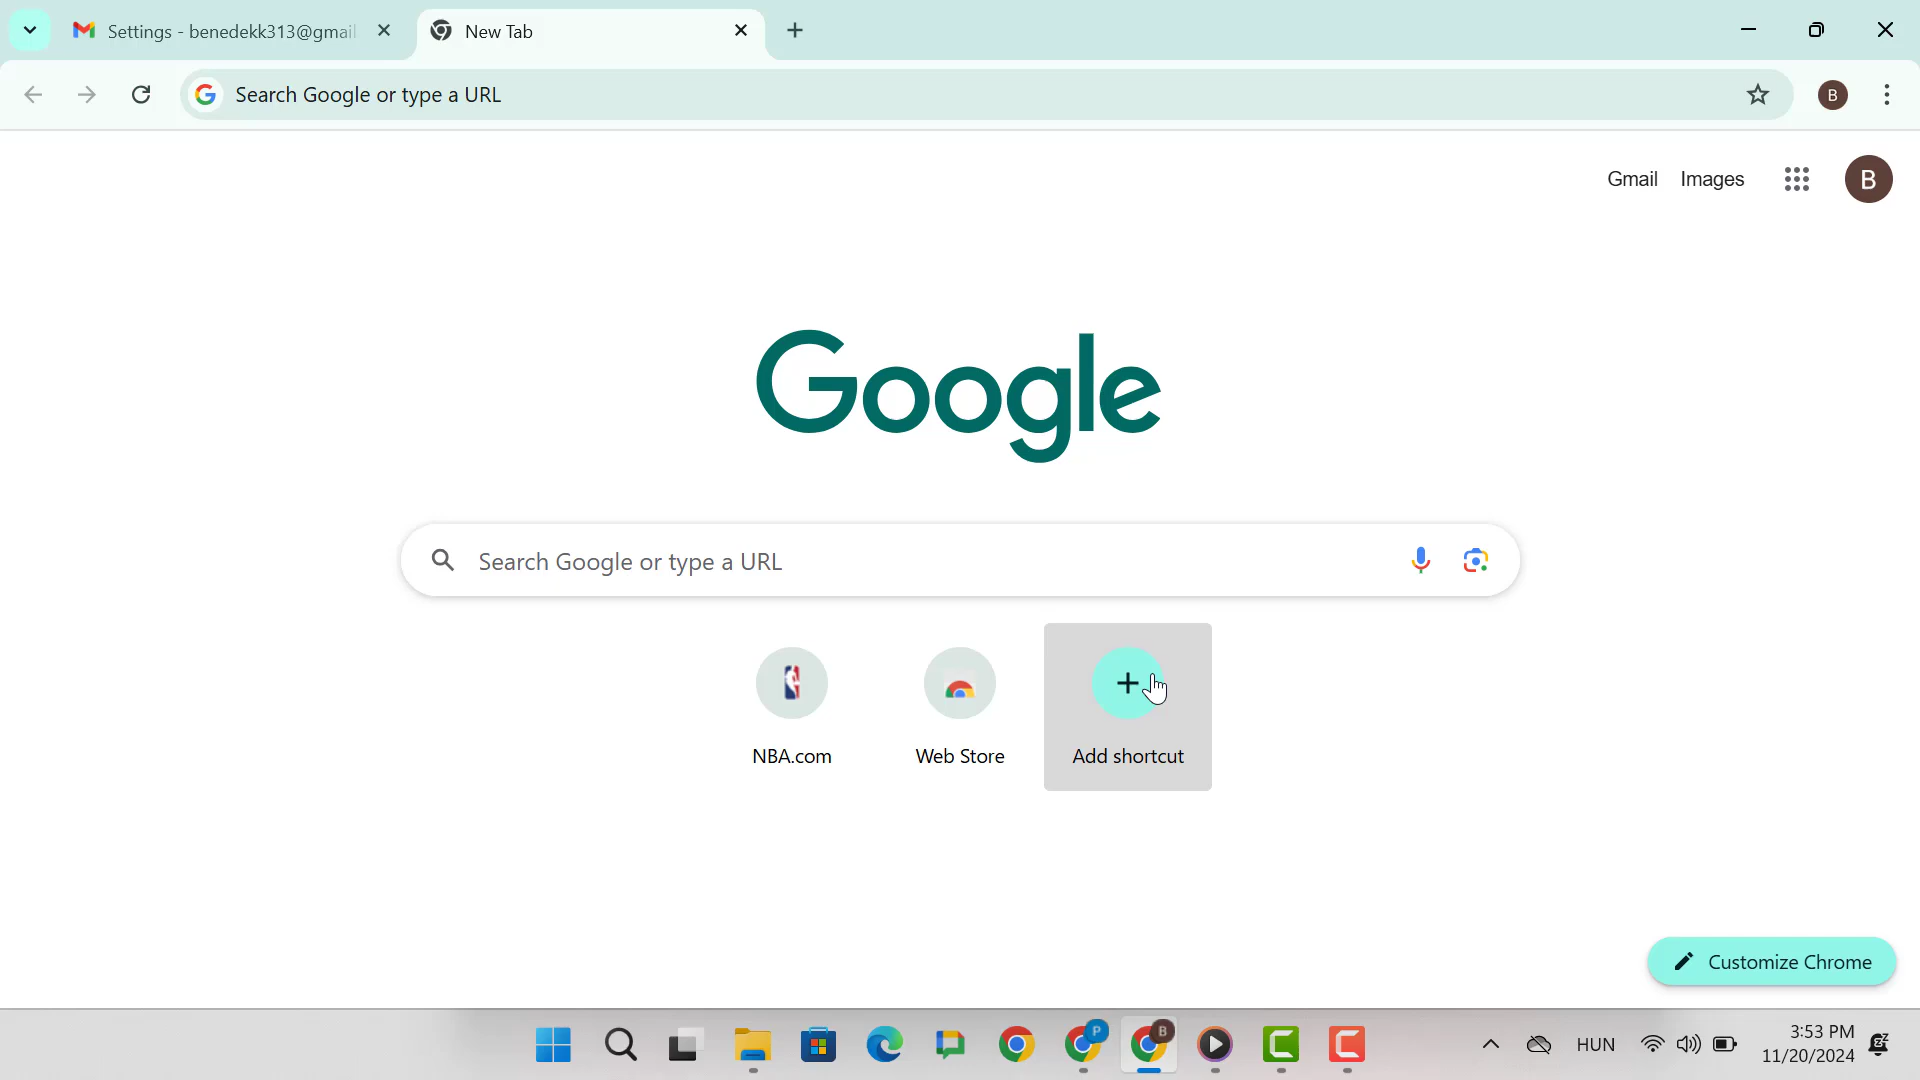 Settings - benedekk313@gmail
New Tab
Search Google or type a URL
B
Gmail
Images
B
Google
Search Google or type a URL
NBA.com
Web Store
Add shortcut
Customize Chrome
P
B
HUN
3:53 PM
11/20/2024